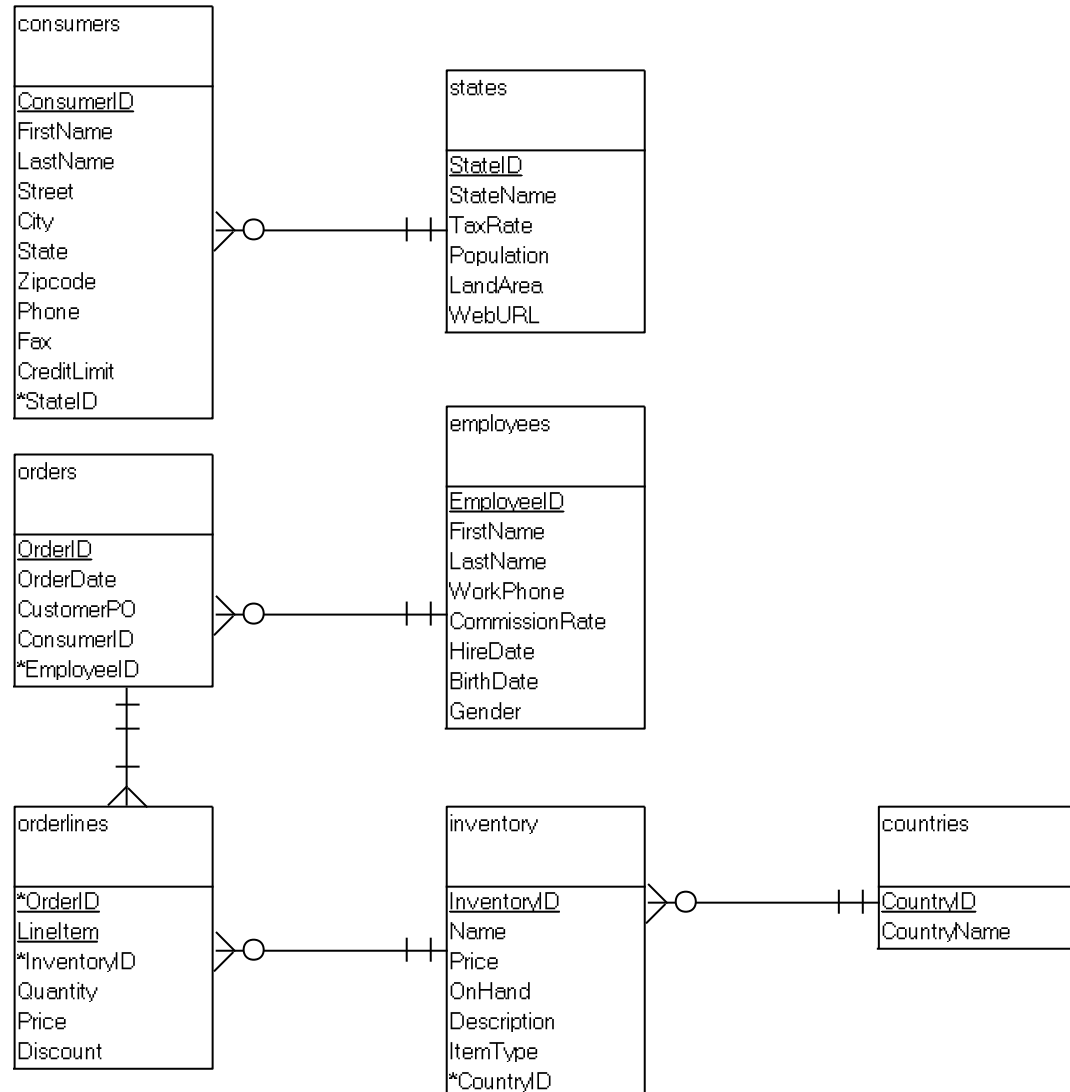 consumers
ConsumerID
FirstName
LastName
Street
City
State
Zipcode
Phone
Fax
CreditLimit
*StateID
states
StateID
StateName
TaxRate
Population
LandArea
WebURL
orders
OrderID
OrderDate
CustomerPO
ConsumerID
*EmployeeID
employees
EmployeeID
FirstName
LastName
WorkPhone
CommissionRate
HireDate
BirthDate
Gender
orderlines
*OrderID
LineItem
*InventoryID
Quantity
Price
Discount
inventory
InventoryID
Name
Price
OnHand
Description
ItemType
*CountryID
countries
CountryID
CountryName